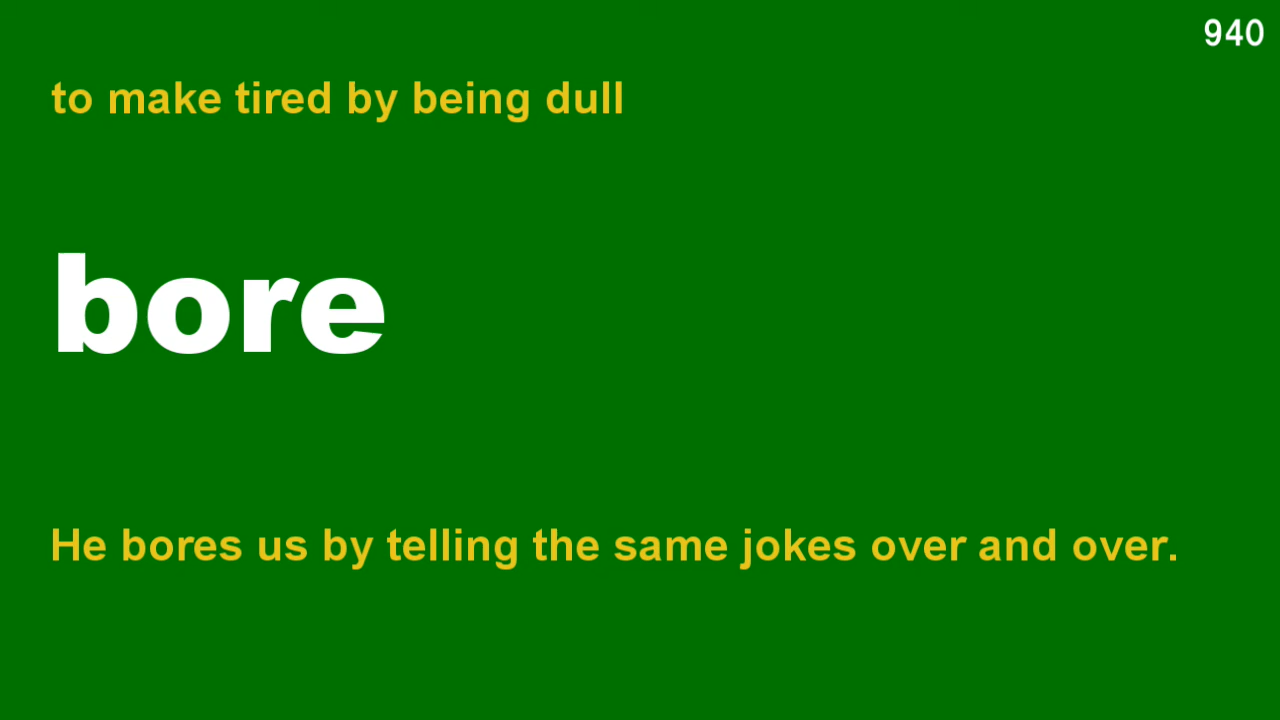 940
to make tired by being dull
bore
He bores us by telling the same jokes over and over.